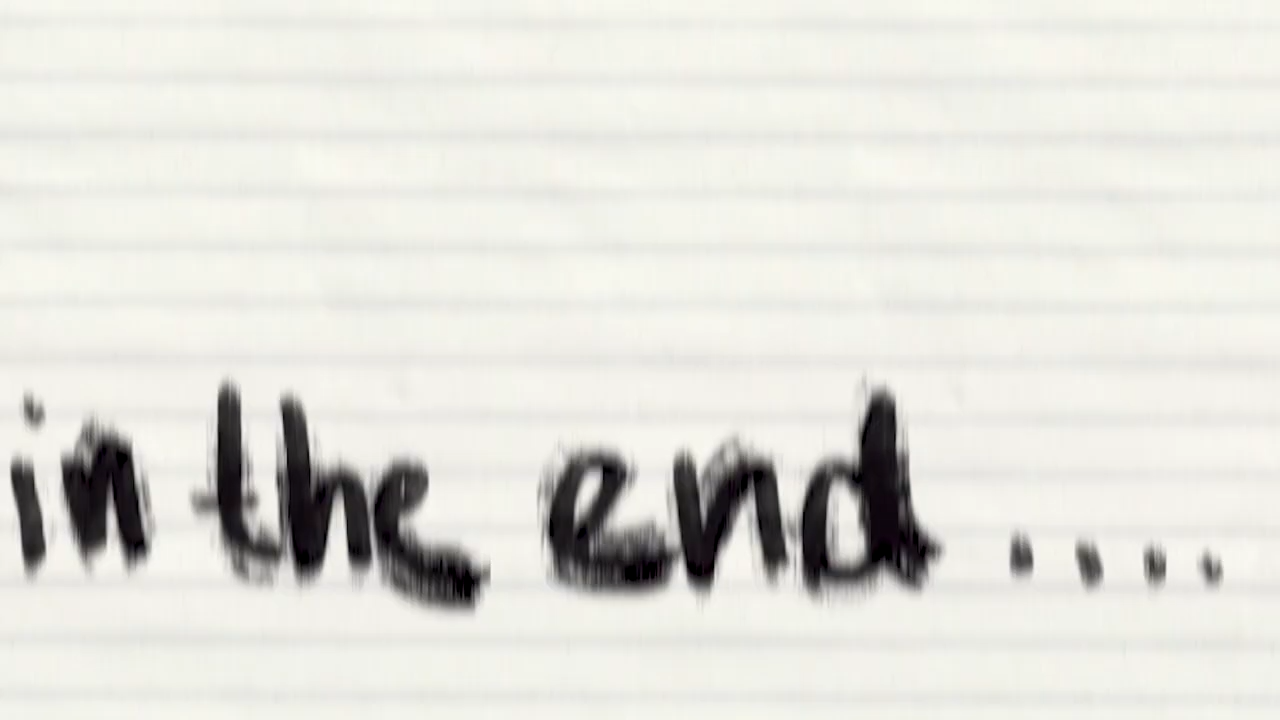 in the end....